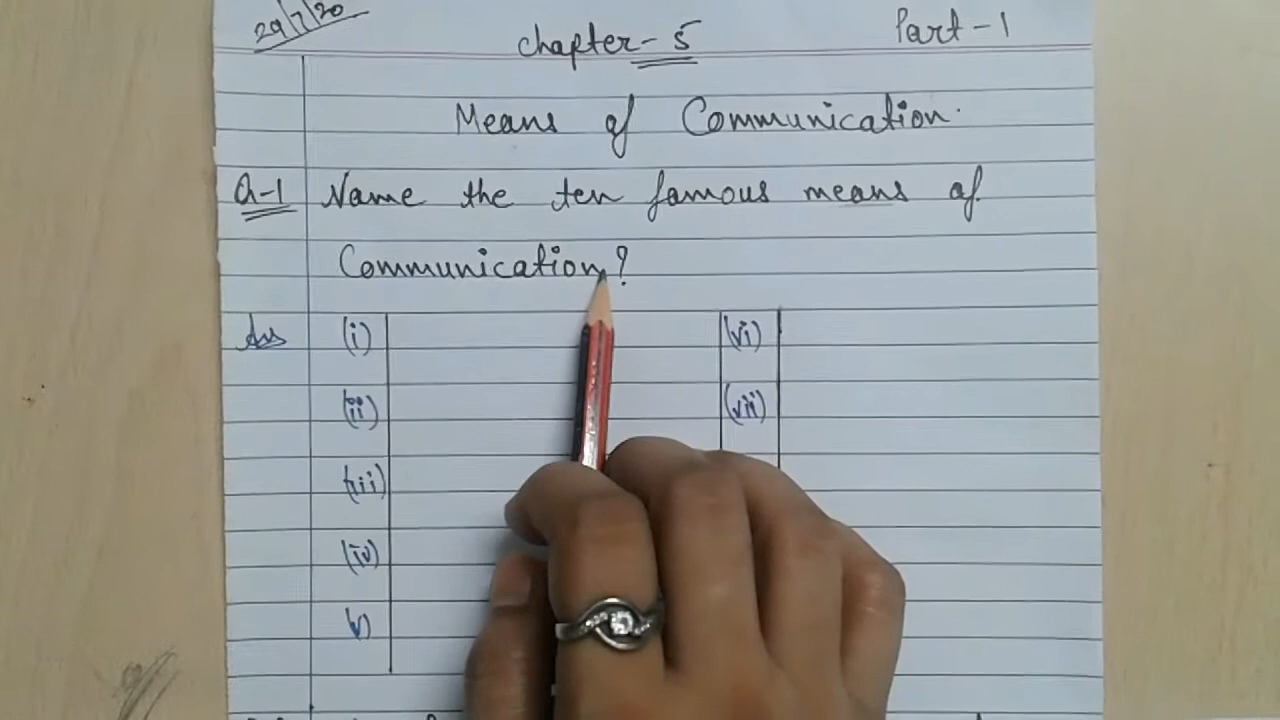 29/7/20
Chapter-5 Part-1
Means of Communication.
Q-1 Name the ten famous means of
Communication?
Ans (i) (vi)
(ii) (vii)
(iii)
(iv)
(v)